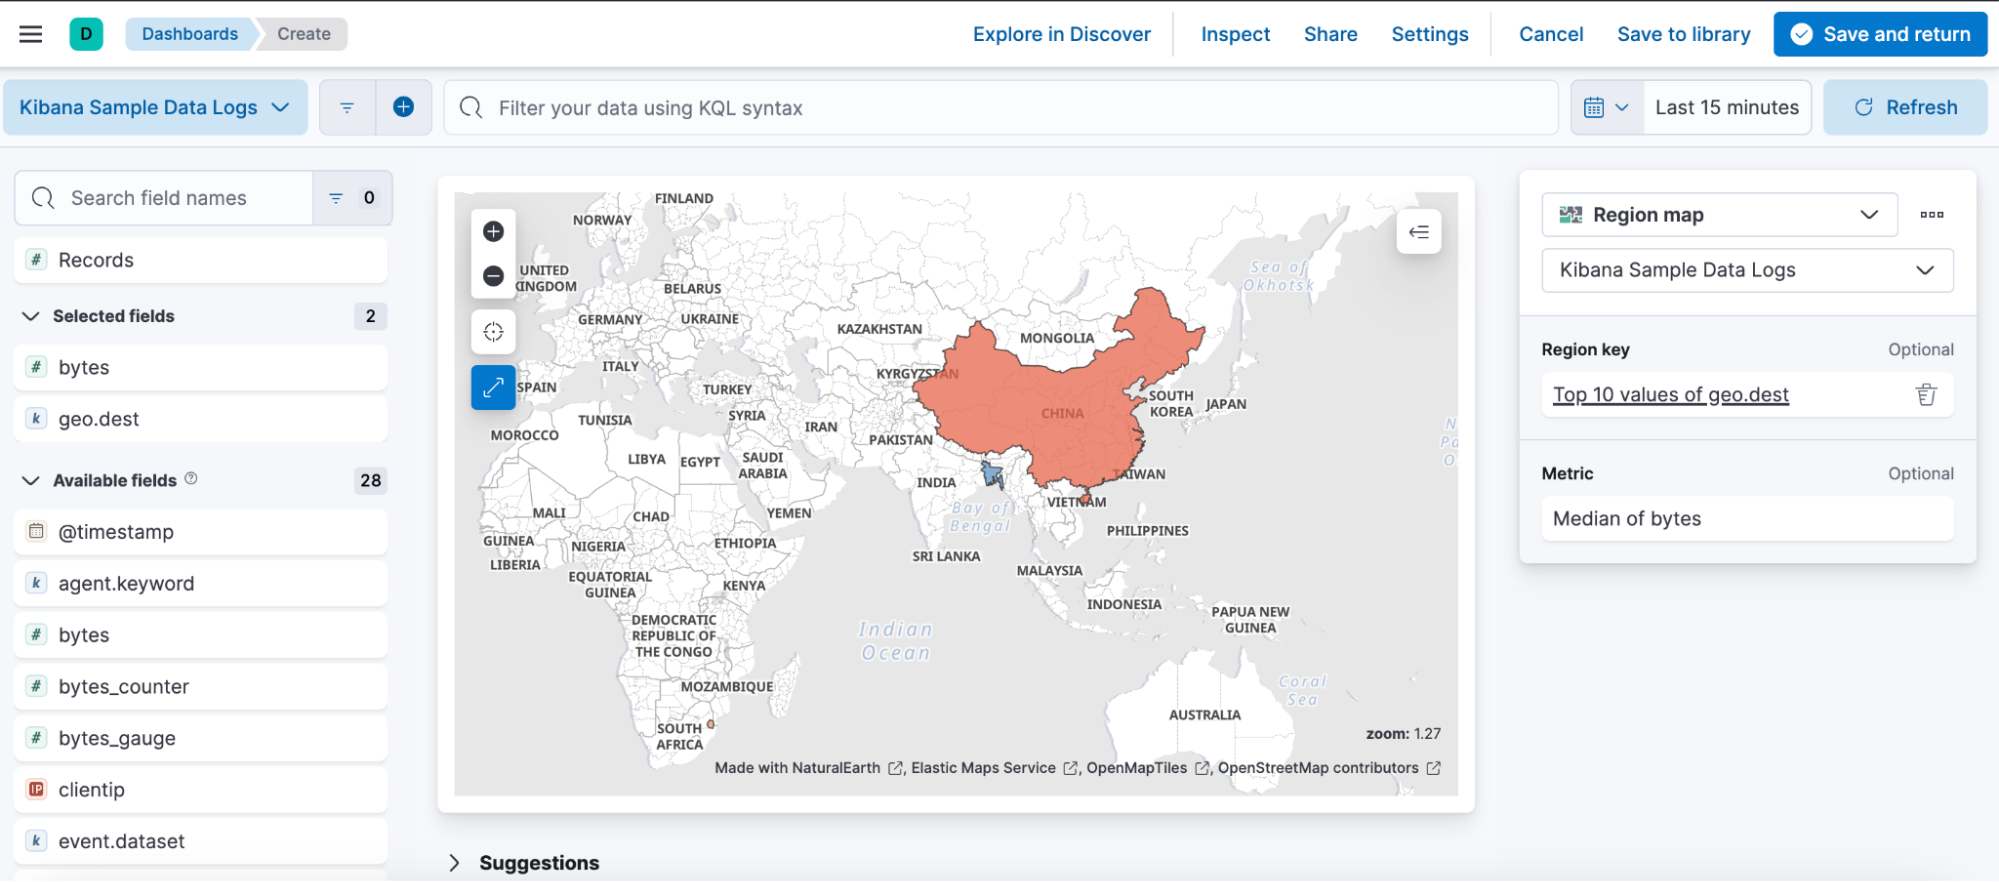 D
Dashboards
Create
Explore in Discover
Inspect
Share
Settings
Cancel
Save to library
Save and return
Kibana Sample Data Logs
Filter your data using KQL syntax
Last 15 minutes
Refresh
Search field names
0
# Records
Selected fields
2
# bytes
k geo.dest
Available fields
28
@timestamp
k agent.keyword
# bytes
# bytes_counter
# bytes_gauge
IP clientip
k event.dataset
FINLAND
NORWAY
UNITED
KINGDOM
BELARUS
GERMANY
UKRAINE
KAZAKHSTAN
MONGOLIA
Sea of
Okhotsk
ITALY
SPAIN
KYRGYZSTAN
TURKEY
SYRIA
CHINA
SOUTH
KOREA
JAPAN
TUNISIA
MOROCCO
IRAN
PAKISTAN
LIBYA
EGYPT
SAUDI
ARABIA
INDIA
TAIWAN
VIETNAM
Bay of
Bengal
MALI
CHAD
YEMEN
PHILIPPINES
GUINEA
NIGERIA
ETHIOPIA
SRI LANKA
LIBERIA
MALAYSIA
EQUATORIAL
GUINEA
KENYA
INDONESIA
PAPUA NEW
GUINEA
DEMOCRATIC
REPUBLIC OF
THE CONGO
Indian
Ocean
MOZAMBIQUE
Coral
Sea
AUSTRALIA
SOUTH
AFRICA
zoom: 1.27
Made with NaturalEarth , Elastic Maps Service , OpenMapTiles , OpenStreetMap contributors
Suggestions
Region map
Kibana Sample Data Logs
Region key
Optional
Top 10 values of geo.dest
Metric
Optional
Median of bytes